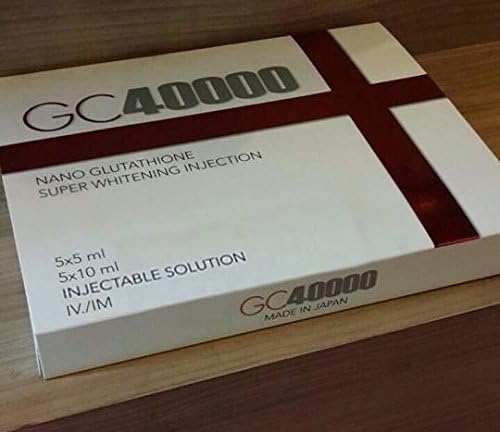 GC40000
NANO GLUTATHIONE
SUPER WHITENING INJECTION
5x5 ml
5x10 ml
INJECTABLE SOLUTION
IV./IM
GC40000
MADE IN JAPAN